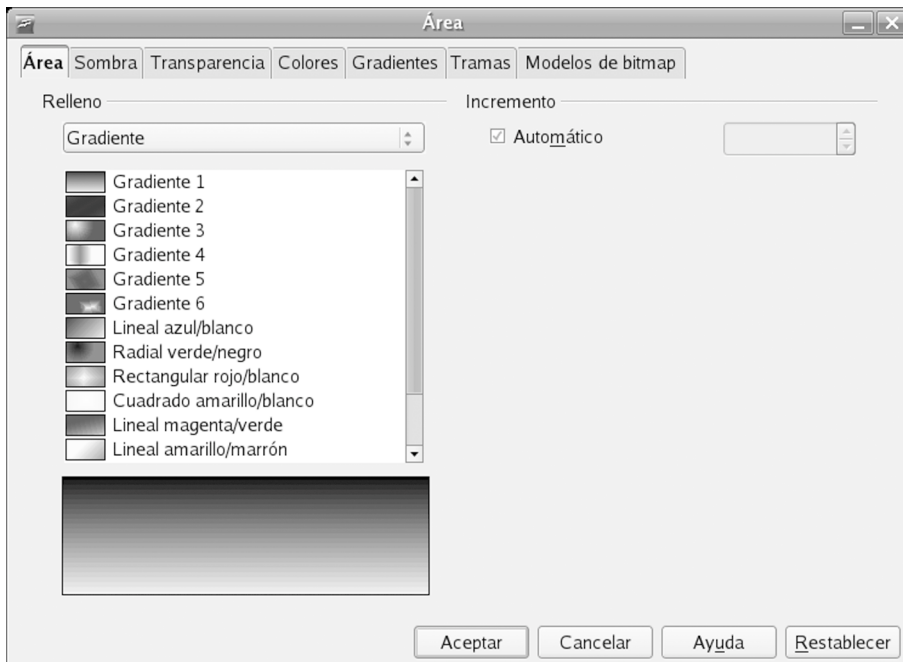 Área
Área Sombra Transparencia Colores Gradientes Tramas Modelos de bitmap
Relleno
Gradiente
Gradiente 1
Gradiente 2
Gradiente 3
Gradiente 4
Gradiente 5
Gradiente 6
Lineal azul/blanco
Radial verde/negro
Rectangular rojo/blanco
Cuadrado amarillo/blanco
Lineal magenta/verde
Lineal amarillo/marrón
Incremento
Automático
Aceptar Cancelar Ayuda Restablecer